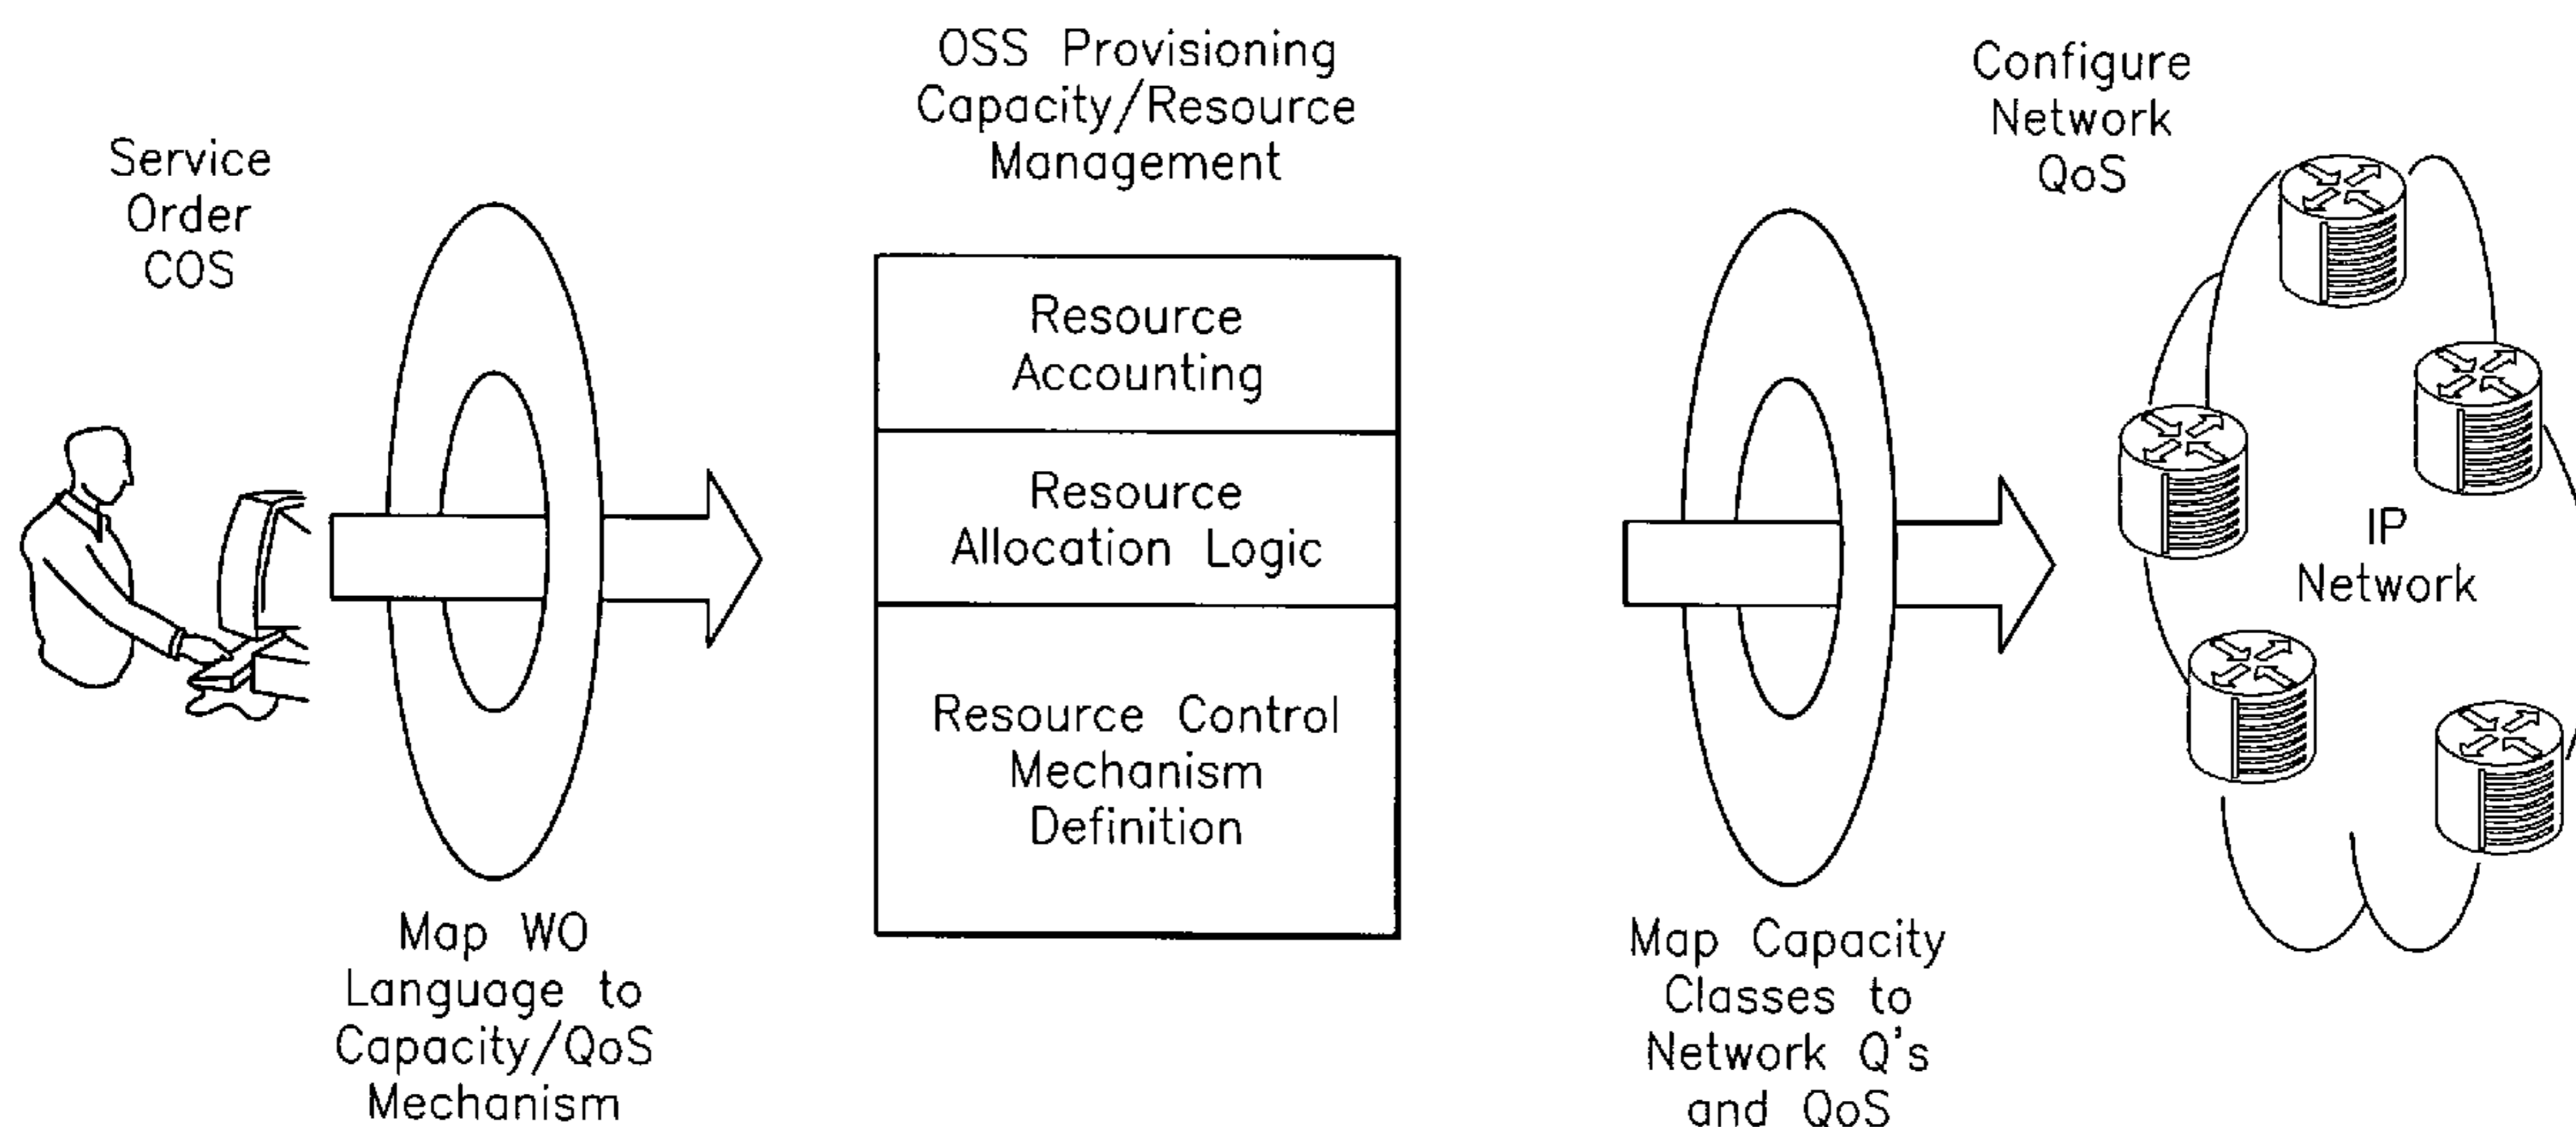 Service
Order
COS
OSS Provisioning
Capacity/Resource
Management
Configure
Network
QoS
Resource
Accounting
Resource
Allocation Logic
Resource Control
Mechanism
Definition
IP
Network
Map WO
Language to
Capacity/QoS
Mechanism
Map Capacity
Classes to
Network Q's
and QoS